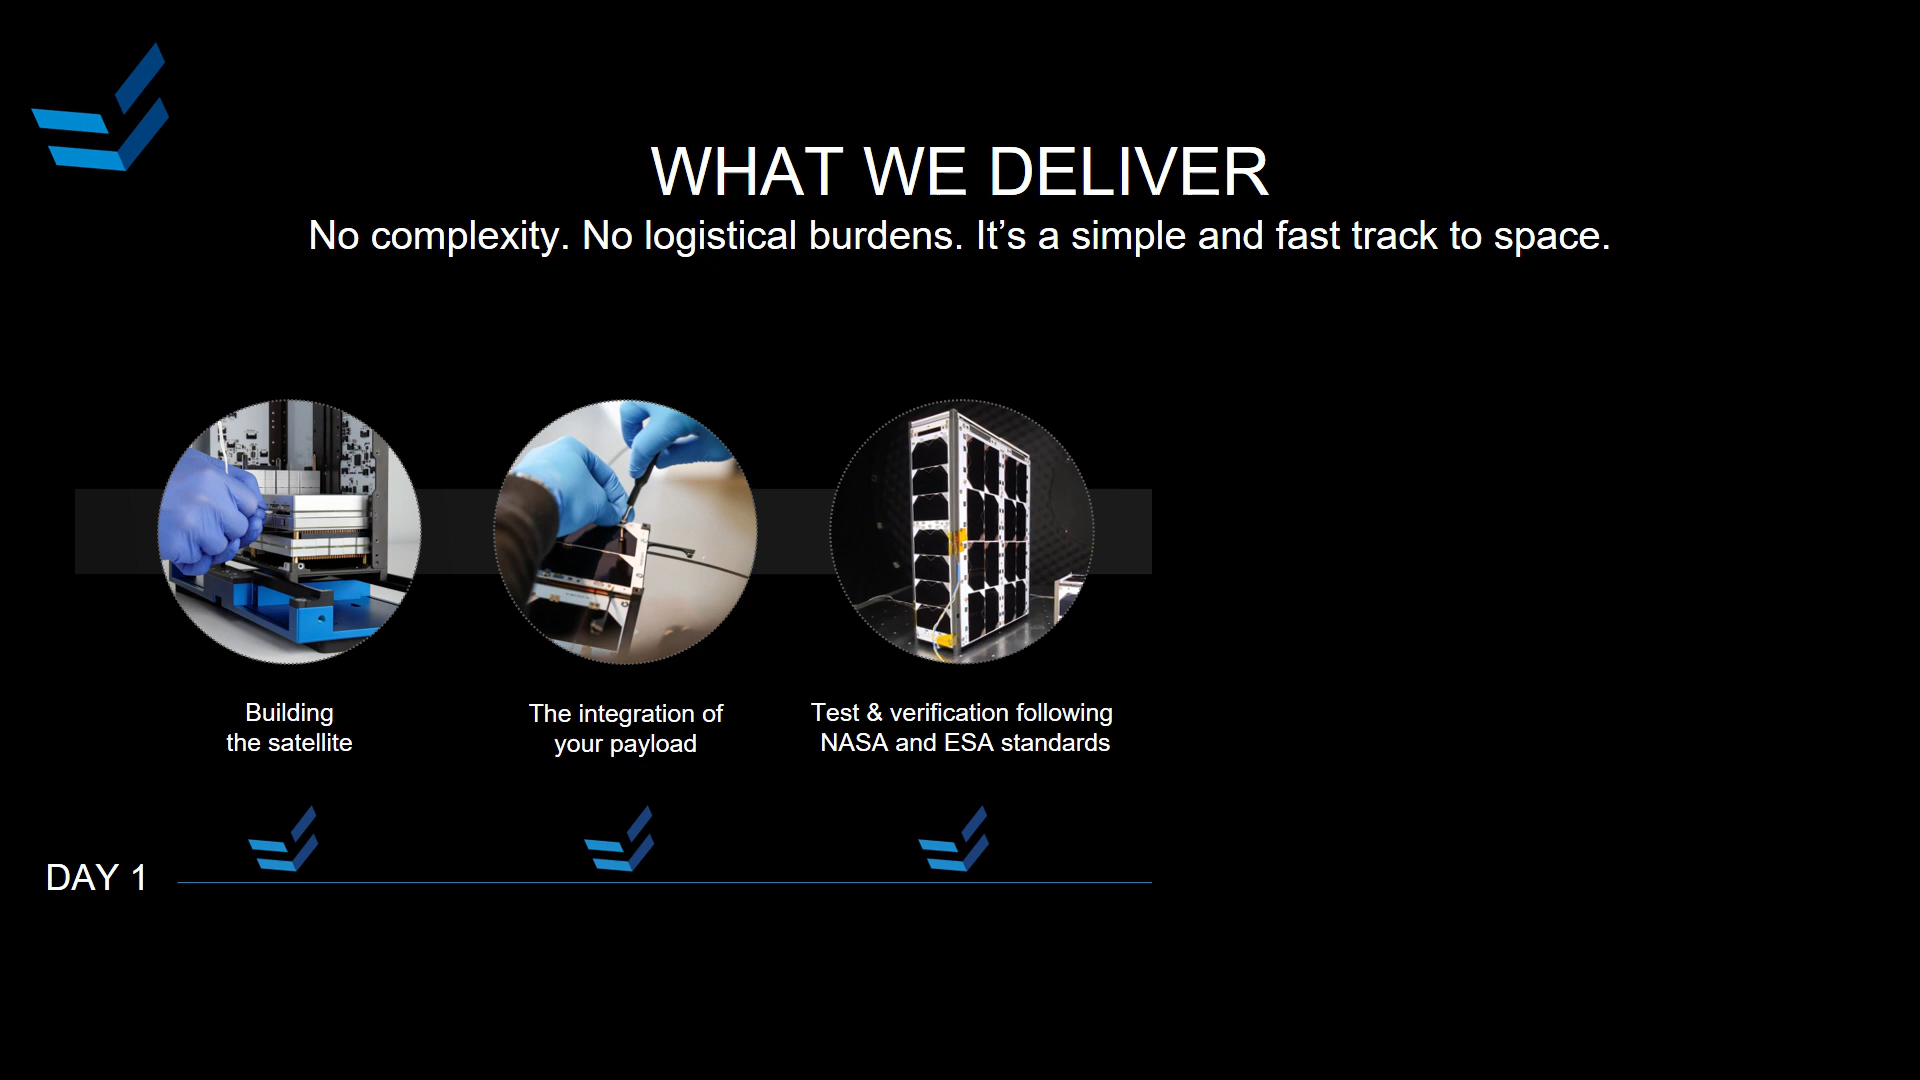 WHAT WE DELIVER
No complexity. No logistical burdens. It’s a simple and fast track to space.
Building
the satellite
The integration of
your payload
Test & verification following
NASA and ESA standards
DAY 1